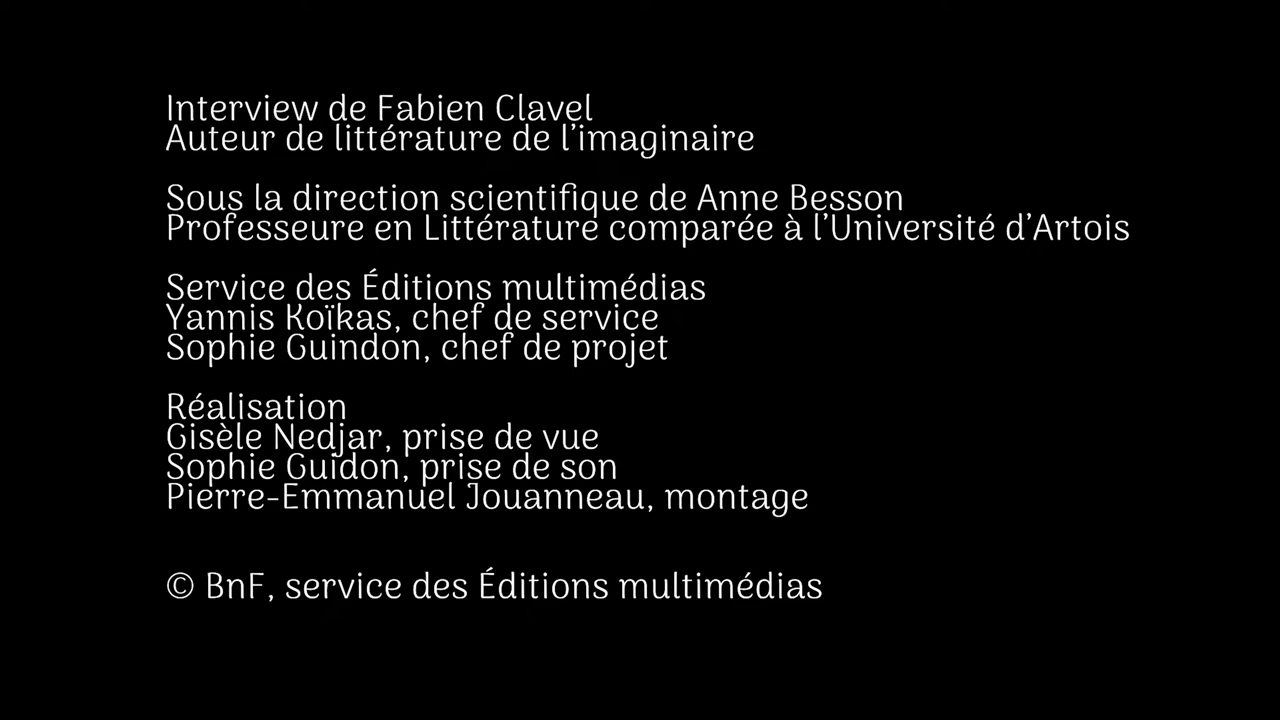 Interview de Fabien Clavel
Auteur de littérature de l'imaginaire
Sous la direction scientifique de Anne Besson
Professeure en Littérature comparée à l'Université d'Artois
Service des Éditions multimédias
Yannis Koïkas, chef de service
Sophie Guindon, chef de projet
Réalisation
Gisèle Nedjar, prise de vue
Sophie Guidon, prise de son
Pierre-Emmanuel Jouanneau, montage
© BnF, service des Éditions multimédias